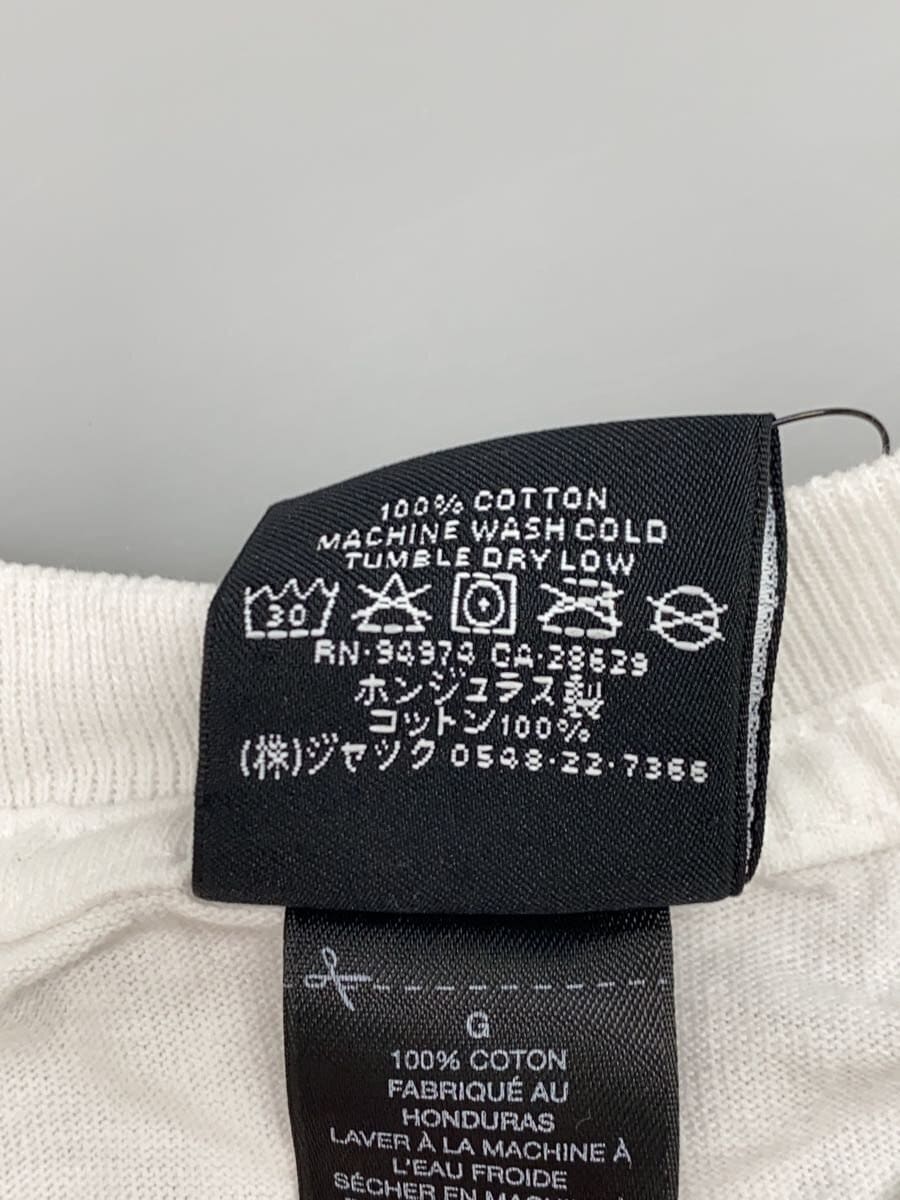 100% COTTON
MACHINE WASH COLD
TUMBLE DRY LOW
30
RN·94974 CA·28629
ホンジュラス製
コットン100%
(株)ジャック 0548·22·7366
G
100% COTON
FABRIQUÉ AU
HONDURAS
LAVER À LA MACHINE À
L'EAU FROIDE
SÉCHER EN